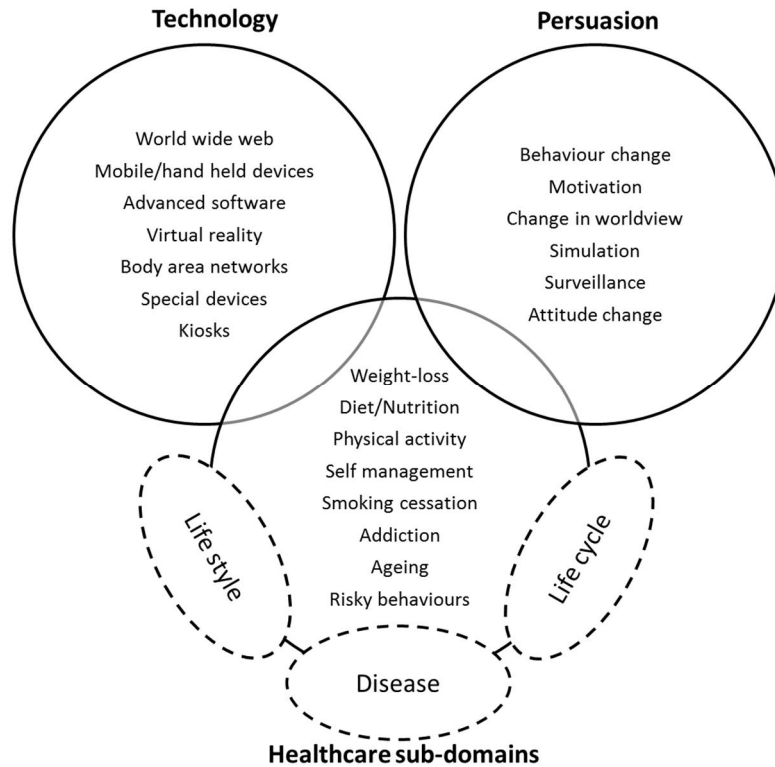 Technology
Persuasion
World wide web
Mobile/hand held devices
Advanced software
Virtual reality
Body area networks
Special devices
Kiosks
Behaviour change
Motivation
Change in worldview
Simulation
Surveillance
Attitude change
Weight-loss
Diet/Nutrition
Physical activity
Self management
Smoking cessation
Addiction
Ageing
Risky behaviours
Life style
Life cycle
Disease
Healthcare sub-domains